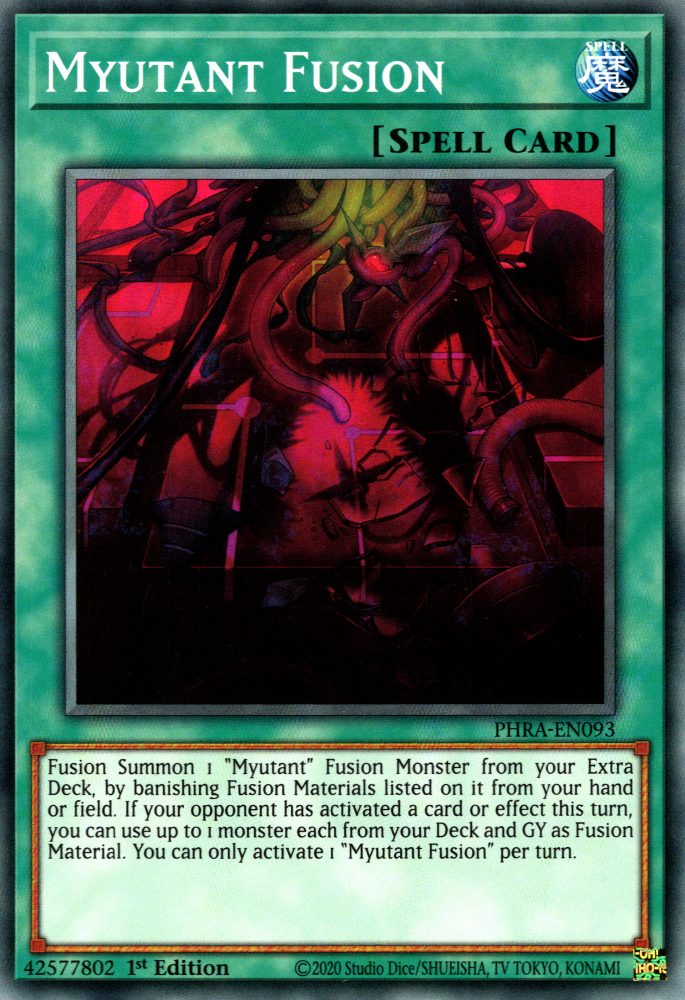 Myutant Fusion
SPELL
魔
[Spell Card]
PHRA-EN093
Fusion Summon 1 "Myutant" Fusion Monster from your Extra
Deck, by banishing Fusion Materials listed on it from your hand
or field. If your opponent has activated a card or effect this turn,
you can use up to 1 monster each from your Deck and GY as Fusion
Material. You can only activate 1 "Myutant Fusion" per turn.
42577802 1st Edition ©2020 Studio Dice/SHUEISHA, TV TOKYO, KONAMI